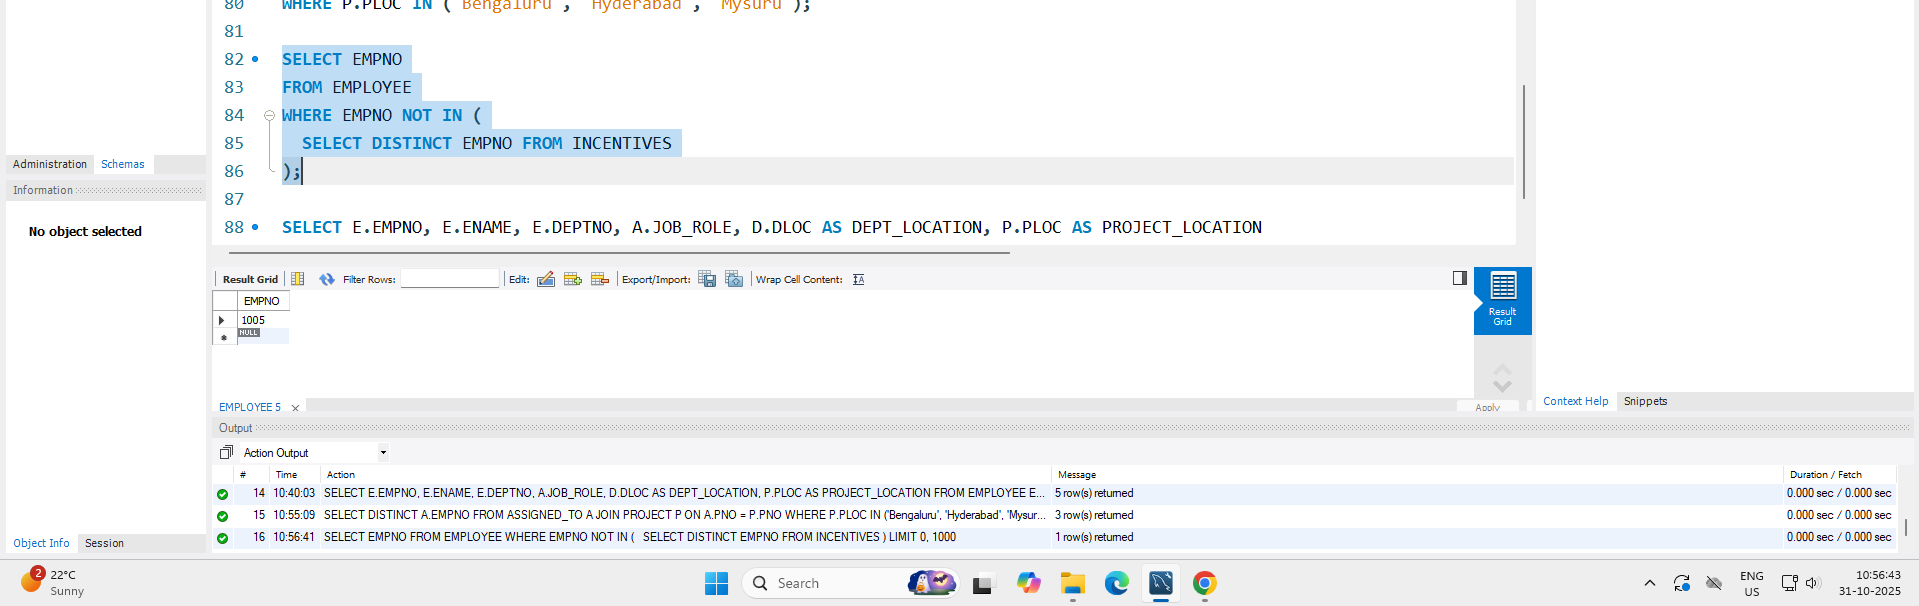 80 WHERE P.PLOC IN ('Bengaluru', 'Hyderabad', 'Mysuru');
81
82 SELECT EMPNO
83 FROM EMPLOYEE
84 WHERE EMPNO NOT IN (
85 SELECT DISTINCT EMPNO FROM INCENTIVES
86 );
87
88 SELECT E.EMPNO, E.ENAME, E.DEPTNO, A.JOB_ROLE, D.DLOC AS DEPT_LOCATION, P.PLOC AS PROJECT_LOCATION
Administration Schemas
Information
No object selected
Result Grid Filter Rows: Edit: Export/Import: Wrap Cell Content:
EMPNO
1005
NULL
Result
Grid
EMPLOYEE 5
Apply
Context Help Snippets
Output
Action Output
# Time Action Message Duration / Fetch
14 10:40:03 SELECT E.EMPNO, E.ENAME, E.DEPTNO, A.JOB_ROLE, D.DLOC AS DEPT_LOCATION, P.PLOC AS PROJECT_LOCATION FROM EMPLOYEE E... 5 row(s) returned 0.000 sec / 0.000 sec
15 10:55:09 SELECT DISTINCT A.EMPNO FROM ASSIGNED_TO A JOIN PROJECT P ON A.PNO = P.PNO WHERE P.PLOC IN ('Bengaluru', 'Hyderabad', 'Mysur... 3 row(s) returned 0.000 sec / 0.000 sec
16 10:56:41 SELECT EMPNO FROM EMPLOYEE WHERE EMPNO NOT IN ( SELECT DISTINCT EMPNO FROM INCENTIVES ) LIMIT 0, 1000 1 row(s) returned 0.000 sec / 0.000 sec
Object Info Session
2
22°C
Sunny
Search
ENG
US
10:56:43
31-10-2025